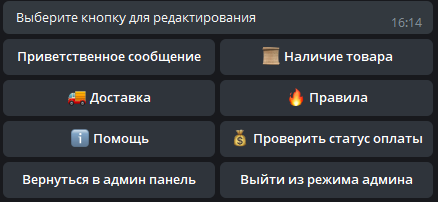 Выберите кнопку для редактирования
16:14
Приветственное сообщение
📜 Наличие товара
🚚 Доставка
🔥 Правила
ℹ️ Помощь
💰 Проверить статус оплаты
Вернуться в админ панель
Выйти из режима админа